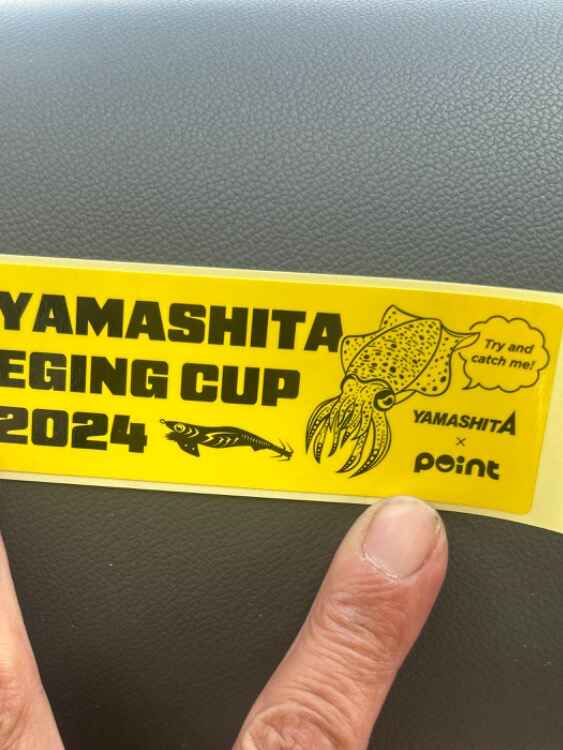 YAMASHITA
EGING CUP
2024
Try and
catch me!
YAMASHITA
×
point